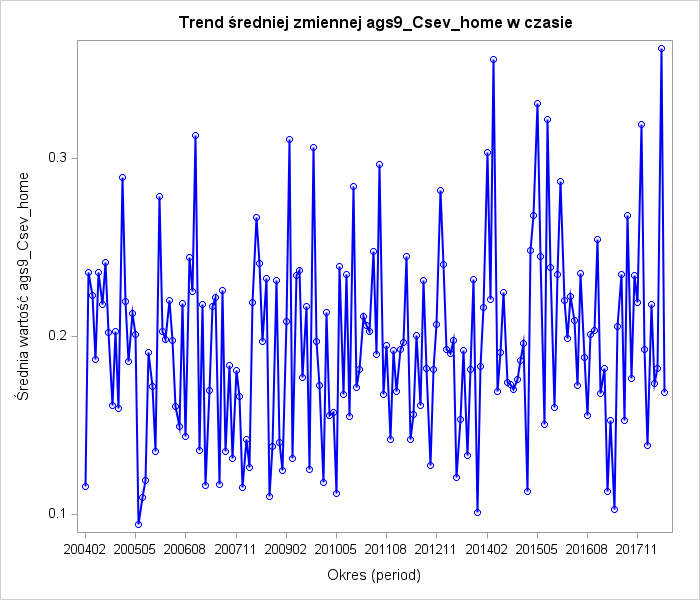 Trend średniej zmiennej ags9_Csev_home w czasie
Średnia wartość ags9_Csev_home
0.3
0.2
0.1
200402 200505 200608 200711 200902 201005 201108 201211 201402 201505 201608 201711
Okres (period)